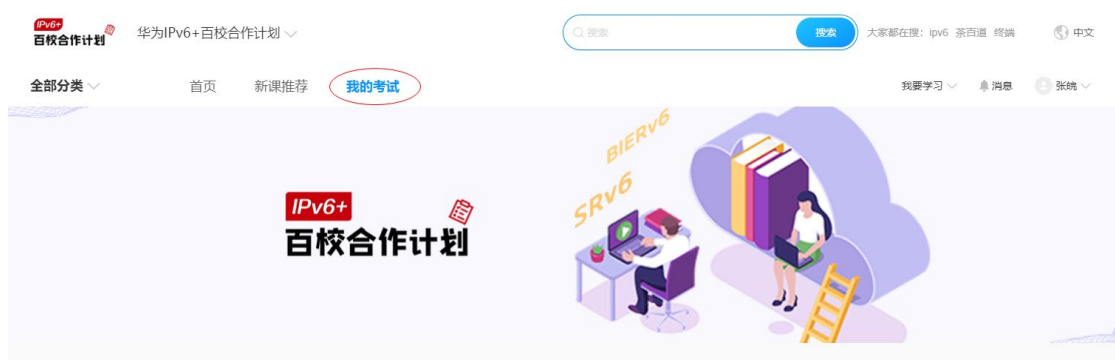 IPv6+
百校合作计划
华为IPv6+百校合作计划
搜索
搜索
大家都在搜：ipv6 茶百道 终端
中文
全部分类
首页
新课推荐
我的考试
我要学习
消息
张皖
BIERv6
SRv6
IPv6+
百校合作计划